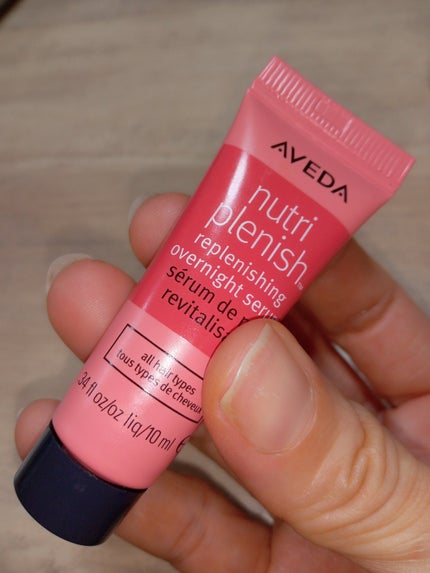 AVEDA
nutri
plenish™
replenishing
overnight
sérum de
all hair types
tous types de cheveux
.34 fl oz/oz liq/10 ml e